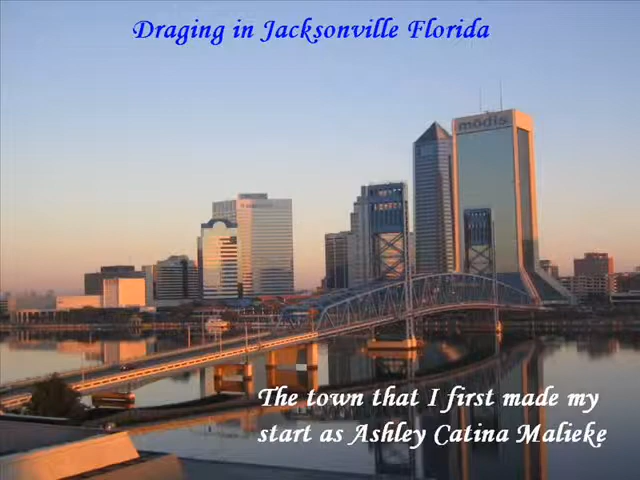 Draging in Jacksonville Florida
modis
The town that I first made my
start as Ashley Catina Malieke